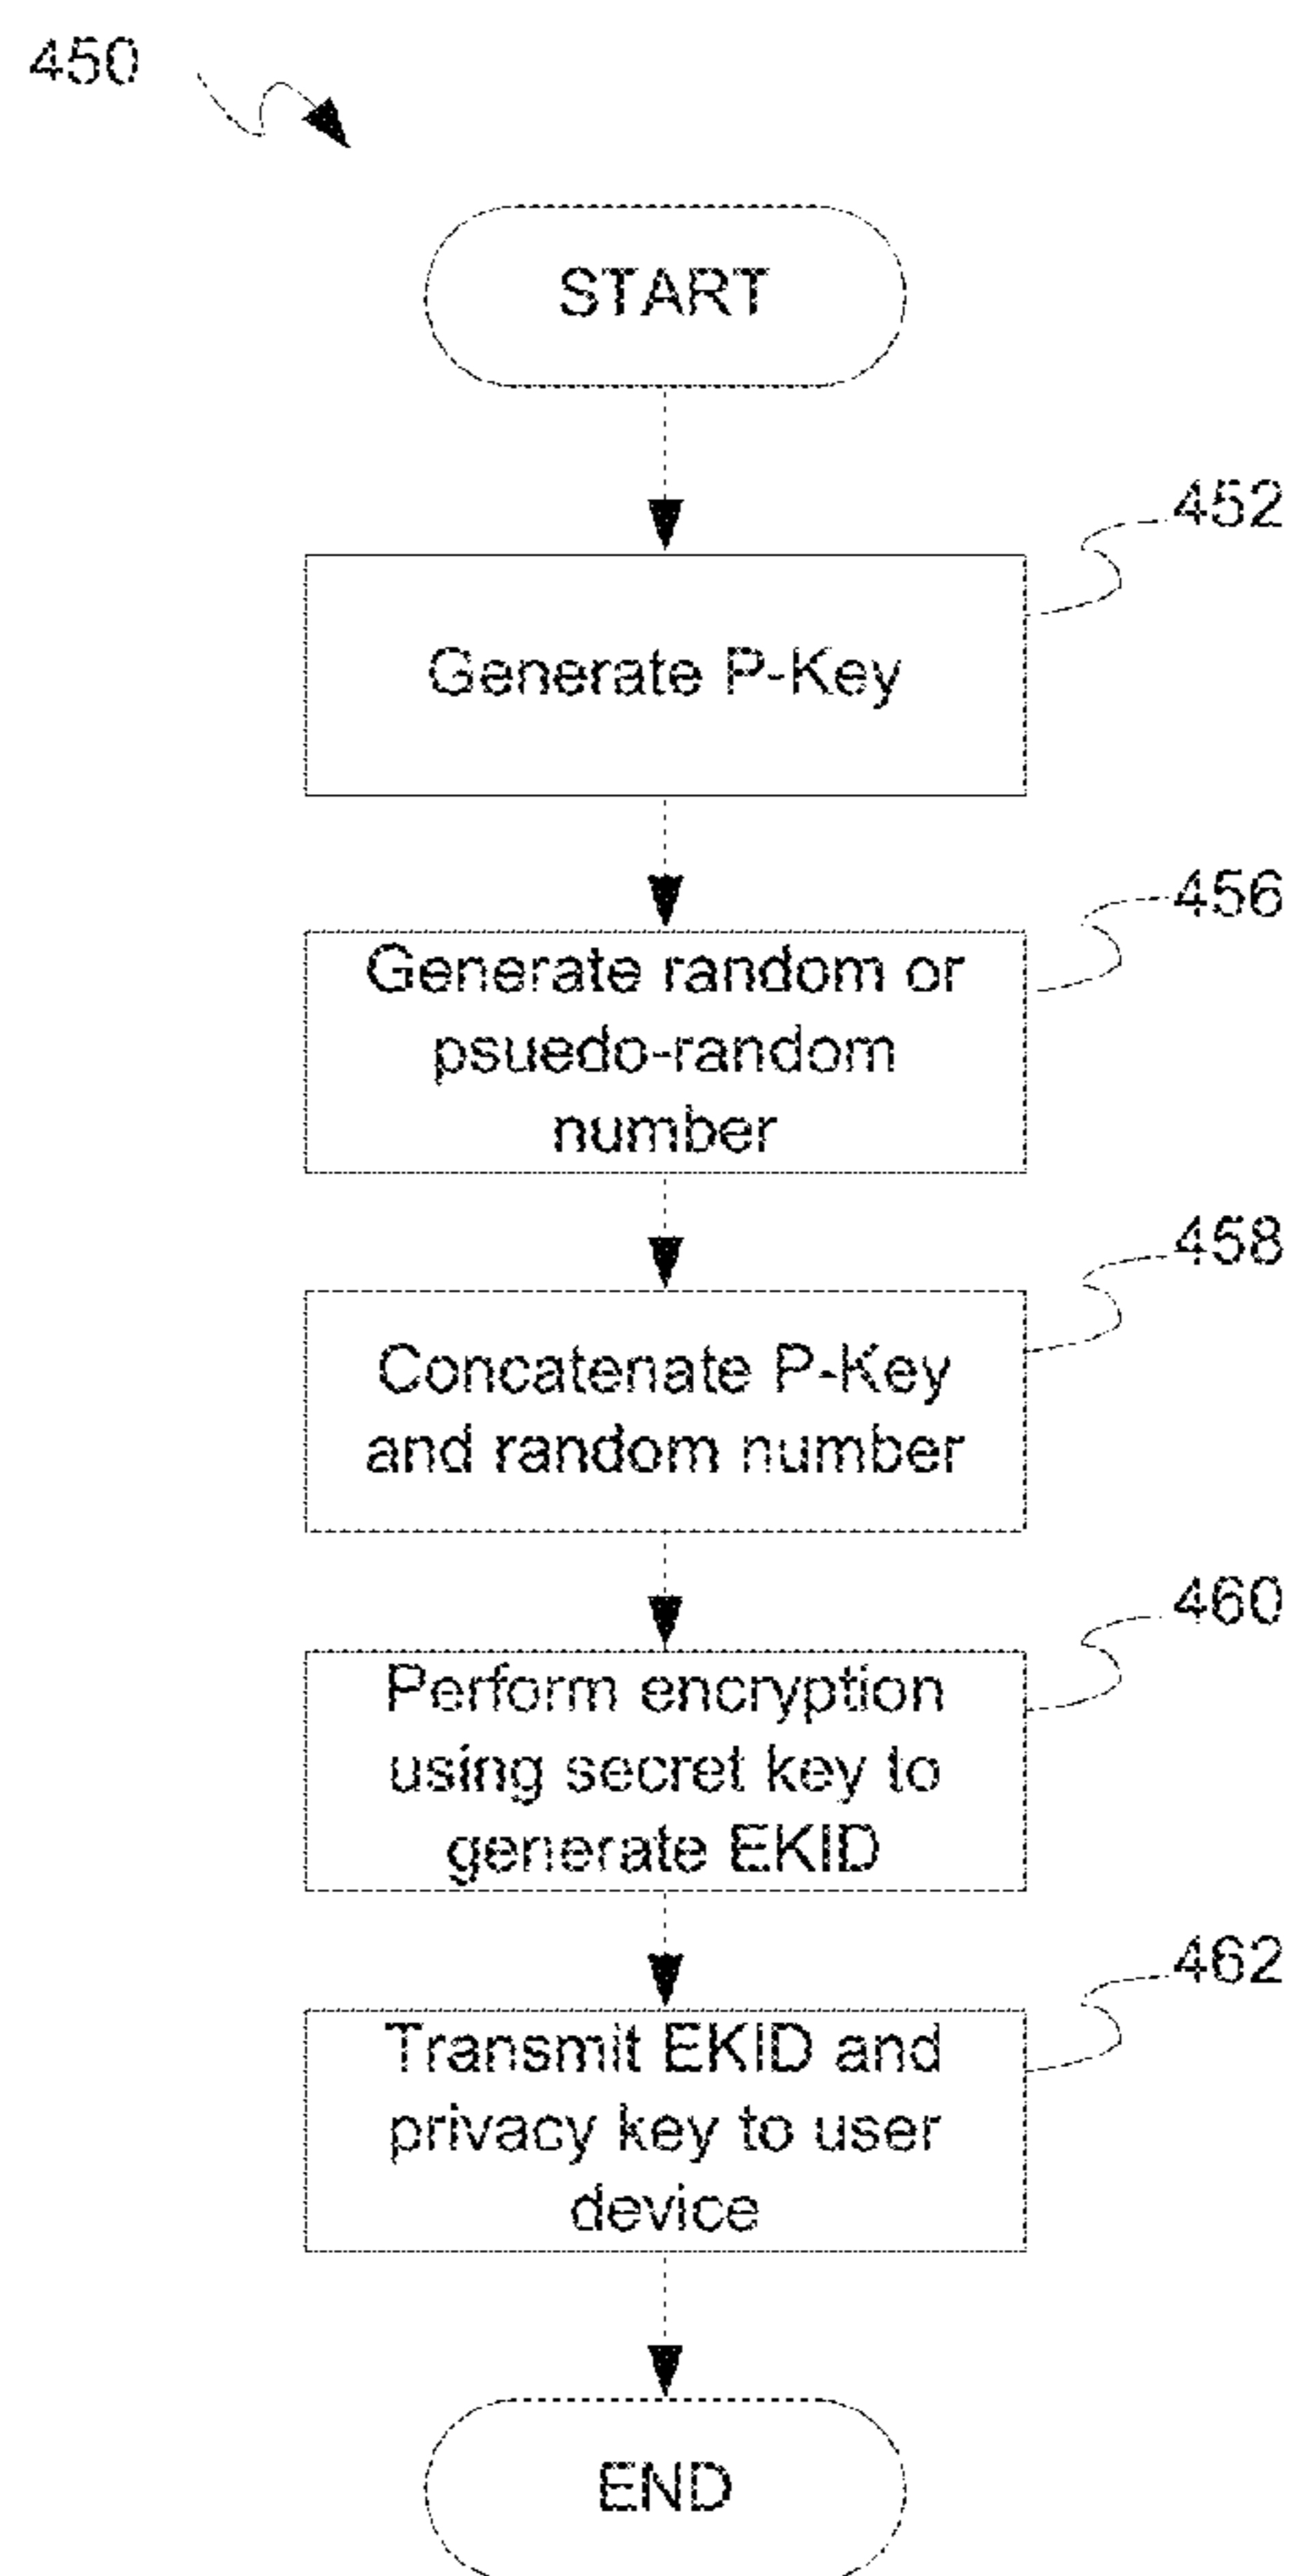 450
START
452
Generate P-Key
456
Generate random or
psuedo-random
number
458
Concatenate P-Key
and random number
460
Perform encryption
using secret key to
generate EKID
462
Transmit EKID and
privacy key to user
device
END